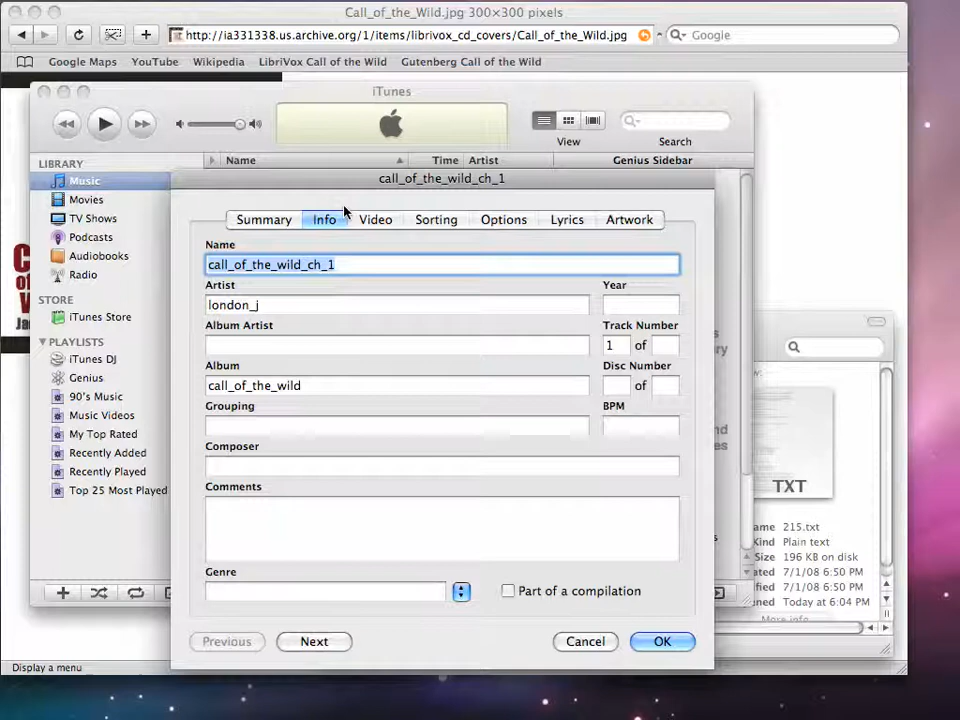 Call_of_the_Wild.jpg 300×300 pixels
http://ia331338.us.archive.org/1/items/librivox_cd_covers/Call_of_the_Wild.jpg
Google
Google Maps YouTube Wikipedia LibriVox Call of the Wild Gutenberg Call of the Wild
iTunes
View Search
LIBRARY
Name Time Artist Genius Sidebar
Music
Movies
TV Shows
Podcasts
Audiobooks
Radio
STORE
iTunes Store
PLAYLISTS
iTunes DJ
Genius
90's Music
Music Videos
My Top Rated
Recently Added
Recently Played
Top 25 Most Played
call_of_the_wild_ch_1
Summary Info Video Sorting Options Lyrics Artwork
Name
call_of_the_wild_ch_1
Artist Year
london_j
Album Artist Track Number
1 of
Album Disc Number
call_of_the_wild of
Grouping BPM
Composer
Comments
Genre
Part of a compilation
Previous Next Cancel OK
TXT
ame 215.txt
Kind Plain text
Size 196 KB on disk
ated 7/1/08 6:50 PM
ified 7/1/08 6:50 PM
ned Today at 6:04 PM
Display a menu